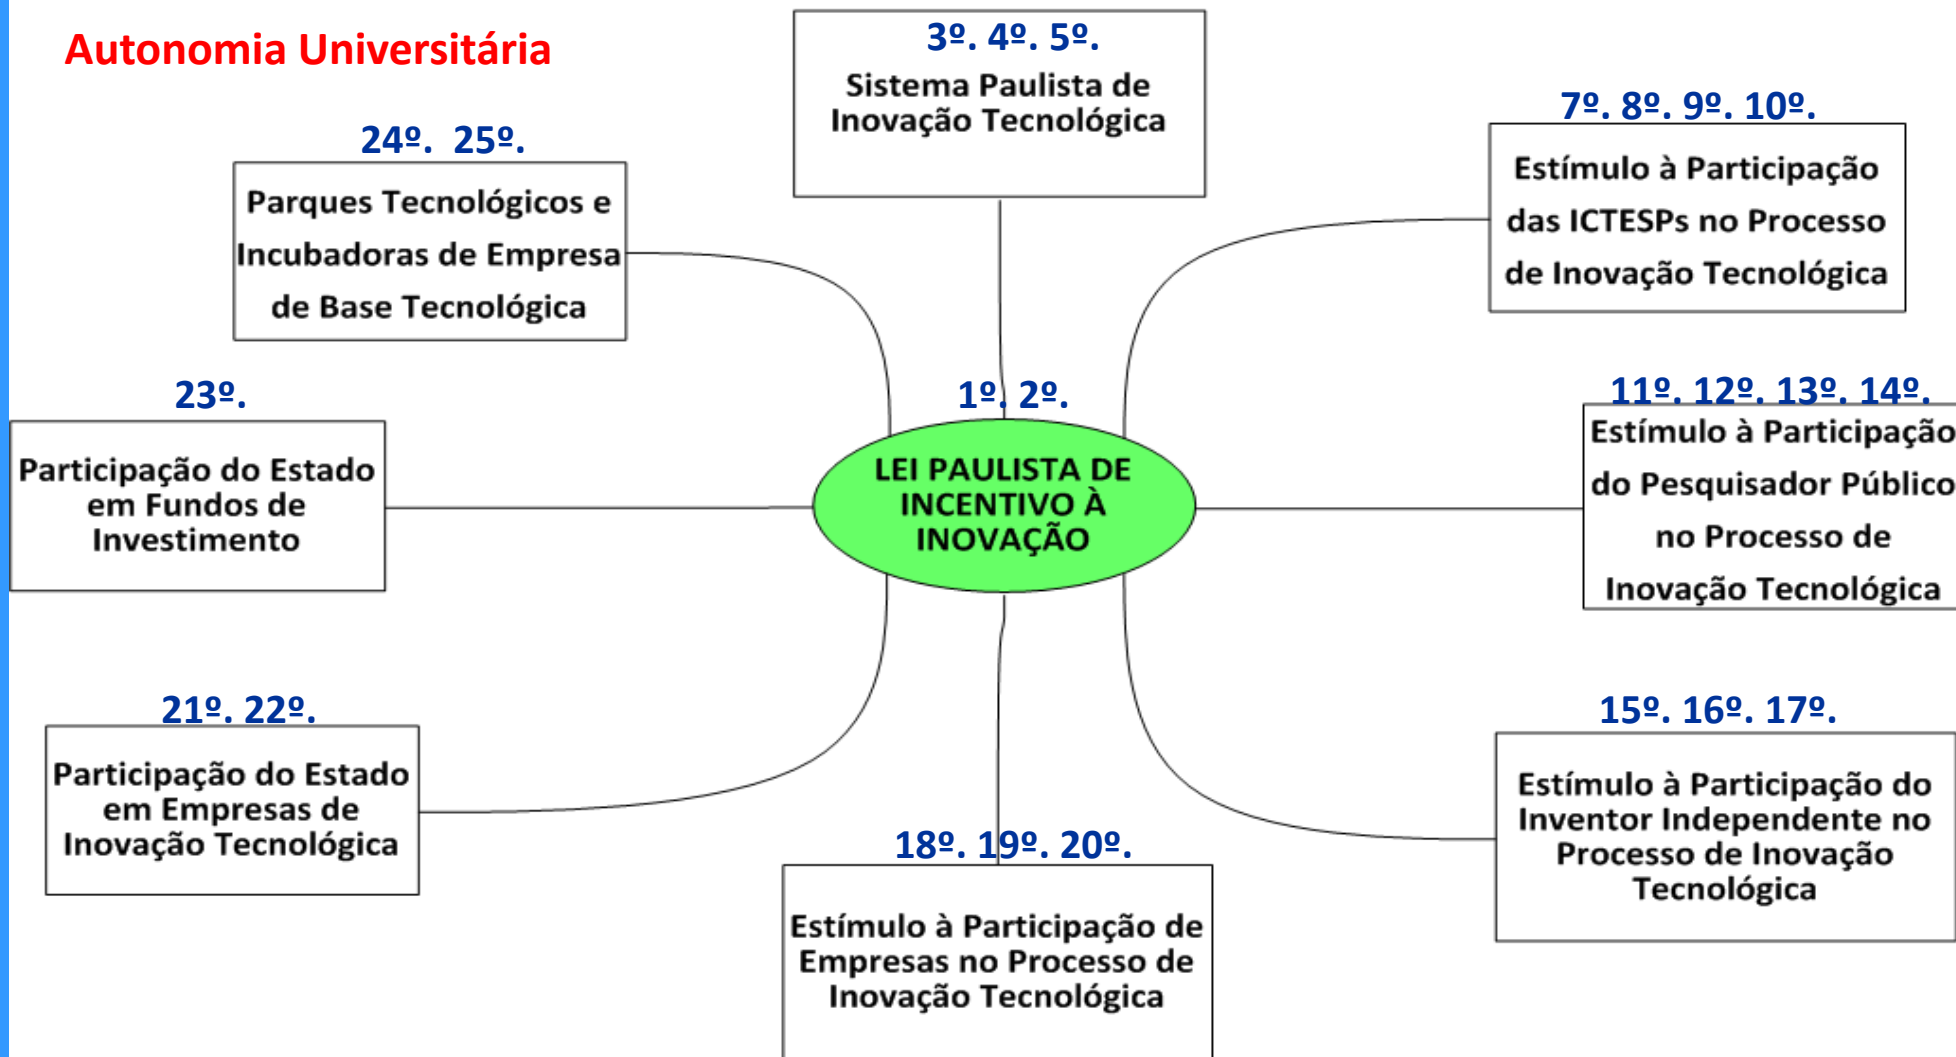 Autonomia Universitária
3º. 4º. 5º.
Sistema Paulista de
Inovação Tecnológica
7º. 8º. 9º. 10º.
Estímulo à Participação
das ICTESPs no Processo
de Inovação Tecnológica
24º.  25º.
Parques Tecnológicos e
Incubadoras de Empresa
de Base Tecnológica
23º.
Participação do Estado
em Fundos de
Investimento
1º. 2º.
LEI PAULISTA DE
INCENTIVO À
INOVAÇÃO
11º. 12º. 13º. 14º.
Estímulo à Participação
do Pesquisador Público
no Processo de
Inovação Tecnológica
21º. 22º.
Participação do Estado
em Empresas de
Inovação Tecnológica
18º. 19º. 20º.
Estímulo à Participação de
Empresas no Processo de
Inovação Tecnológica
15º. 16º. 17º.
Estímulo à Participação do
Inventor Independente no
Processo de Inovação
Tecnológica